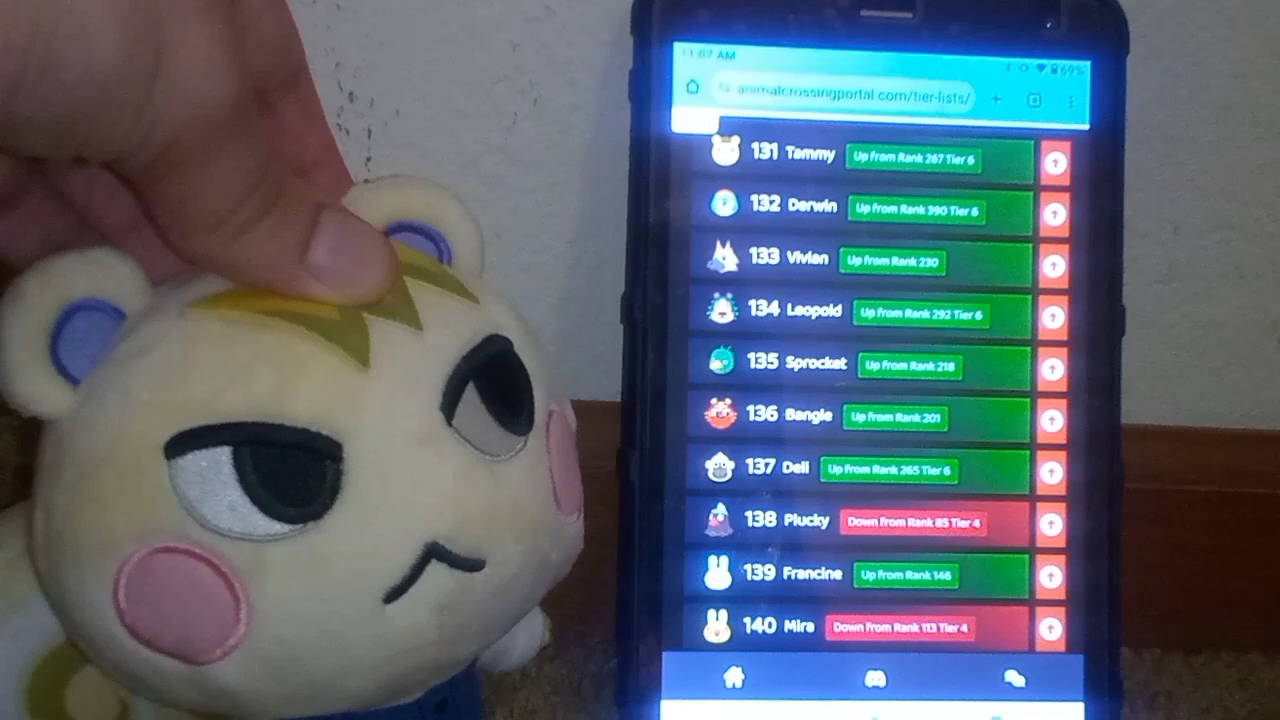 11:07 AM 69%
animalcrossingportal.com/tier-lists/
131 Tammy Up from Rank 267 Tier 6
132 Derwin Up from Rank 390 Tier 6
133 Vivian Up from Rank 230
134 Leopold Up from Rank 292 Tier 6
135 Sprocket Up from Rank 218
136 Bangle Up from Rank 201
137 Deli Up from Rank 265 Tier 6
138 Plucky Down from Rank 85 Tier 4
139 Francine Up from Rank 146
140 Mira Down from Rank 113 Tier 4